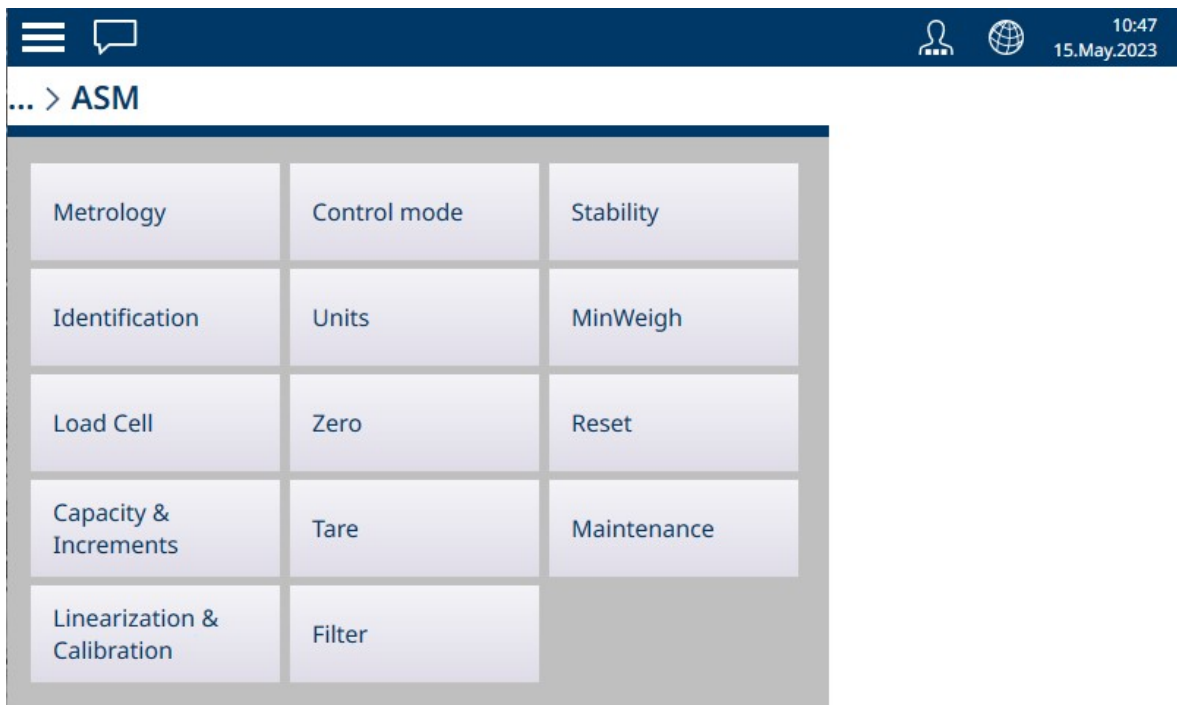 10:47
15.May.2023
... > ASM
Metrology
Control mode
Stability
Identification
Units
MinWeigh
Load Cell
Zero
Reset
Capacity &
Increments
Tare
Maintenance
Linearization &
Calibration
Filter